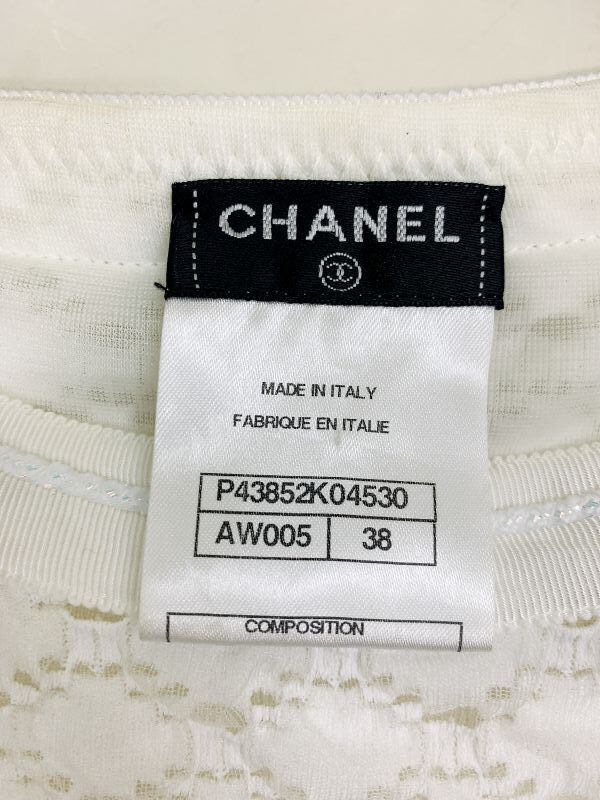 CHANEL
MADE IN ITALY
FABRIQUE EN ITALIE
P43852K04530
AW005 38
COMPOSITION